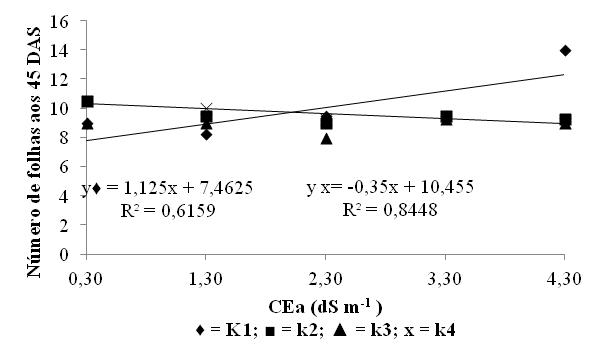 Número de folhas aos 45 DAS
16
14
12
10
8
6
4
2
0
y♦ = 1,125x + 7,4625
R² = 0,6159
y x= -0,35x + 10,455
R² = 0,8448
0,30 1,30 2,30 3,30 4,30
CEa (dS m⁻¹ )
♦ = K1; ■ = k2; ▲ = k3; x = k4